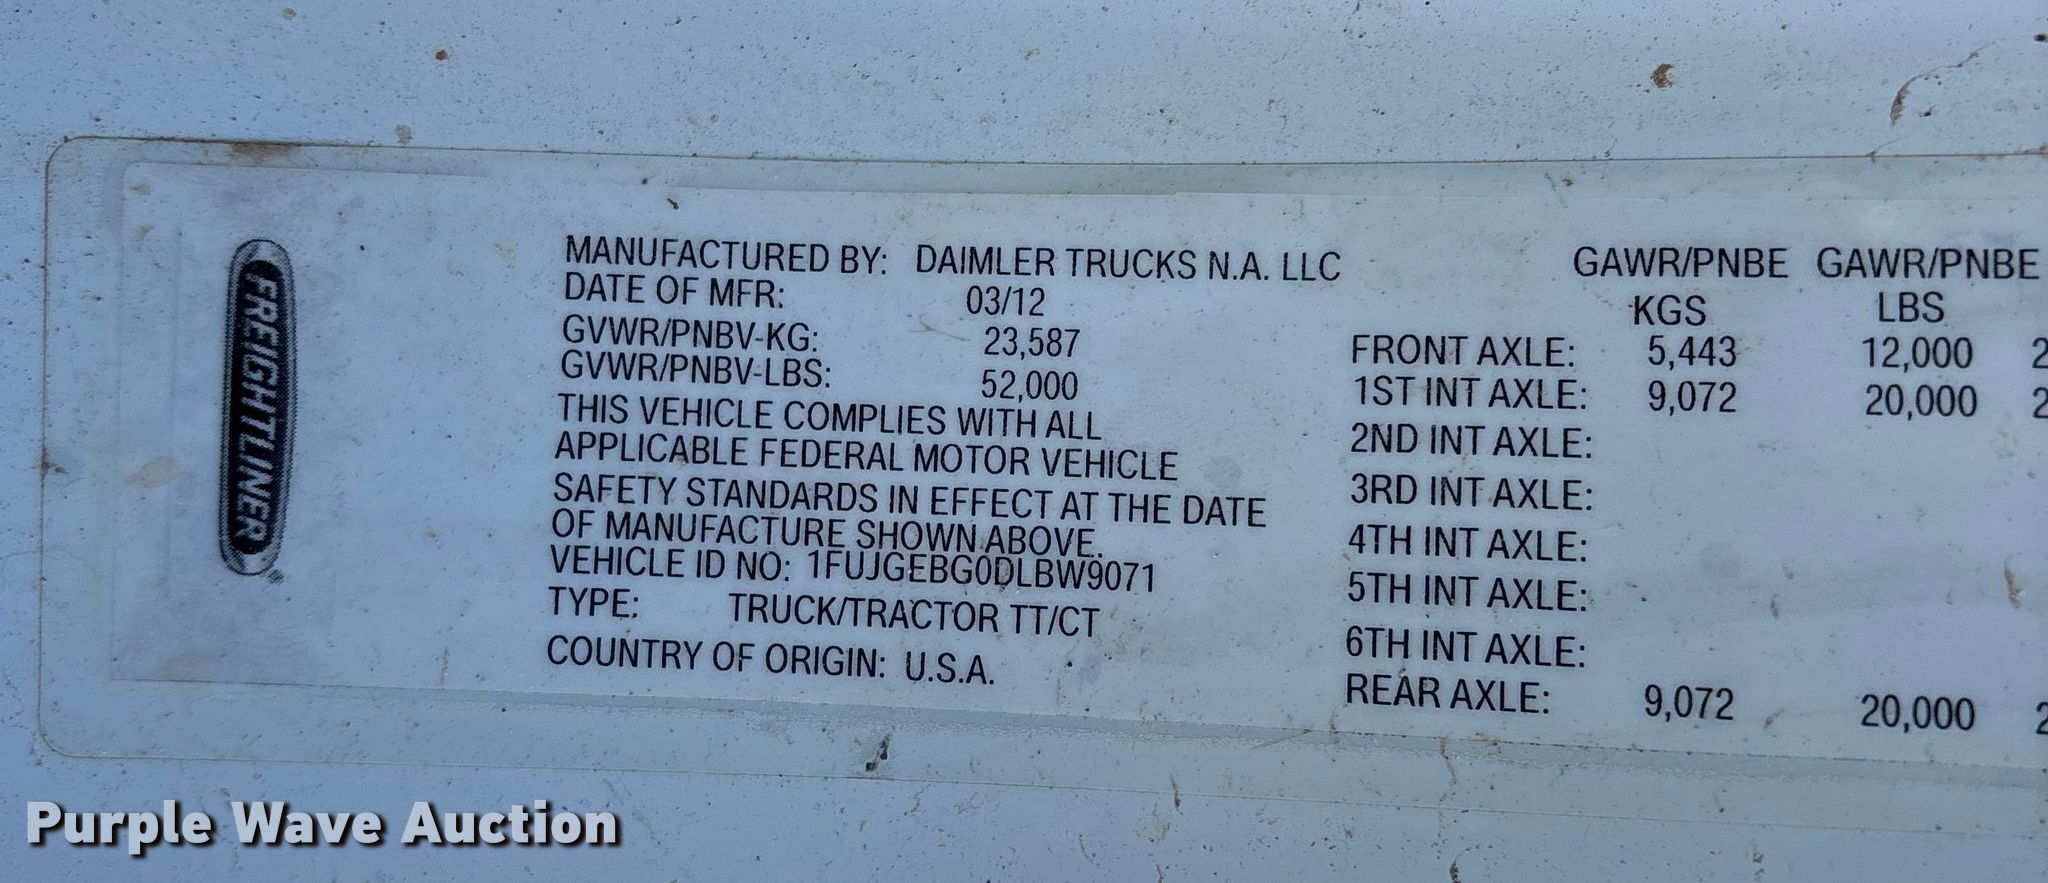 FREIGHTLINER
MANUFACTURED BY: DAIMLER TRUCKS N.A. LLC
DATE OF MFR: 03/12
GVWR/PNBV-KG: 23,587
GVWR/PNBV-LBS: 52,000
THIS VEHICLE COMPLIES WITH ALL
APPLICABLE FEDERAL MOTOR VEHICLE
SAFETY STANDARDS IN EFFECT AT THE DATE
OF MANUFACTURE SHOWN ABOVE.
VEHICLE ID NO: 1FUJGEBG0DLBW9071
TYPE: TRUCK/TRACTOR TT/CT
COUNTRY OF ORIGIN: U.S.A.
GAWR/PNBE GAWR/PNBE
KGS LBS
FRONT AXLE: 5,443 12,000 2
1ST INT AXLE: 9,072 20,000 2
2ND INT AXLE:
3RD INT AXLE:
4TH INT AXLE:
5TH INT AXLE:
6TH INT AXLE:
REAR AXLE: 9,072 20,000 2
Purple Wave Auction